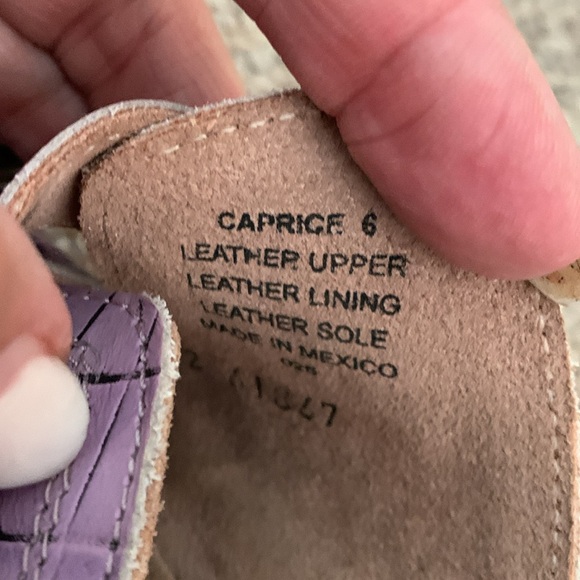 CAPRICE 6
LEATHER UPPER
LEATHER LINING
LEATHER SOLE
MADE IN MEXICO